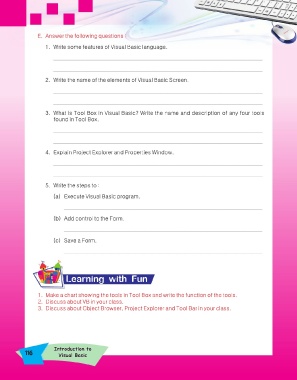 E. Answer the following questions :
1. Write some features of Visual Basic language.
2. Write the name of the elements of Visual Basic Screen.
3. What is Tool Box in Visual Basic? Write the name and description of any four tools
found in Tool Box.
4. Explain Project Explorer and Properties Window.
5. Write the steps to :
(a) Execute Visual Basic program.
(b) Add control to the Form.
(c) Save a Form.
Learning with Fun
1. Make a chart showing the tools in Tool Box and write the function of the tools.
2. Discuss about VB in your class.
3. Discuss about Object Browser, Project Explorer and Tool Bar in your class.
Introduction to
Visual Basic